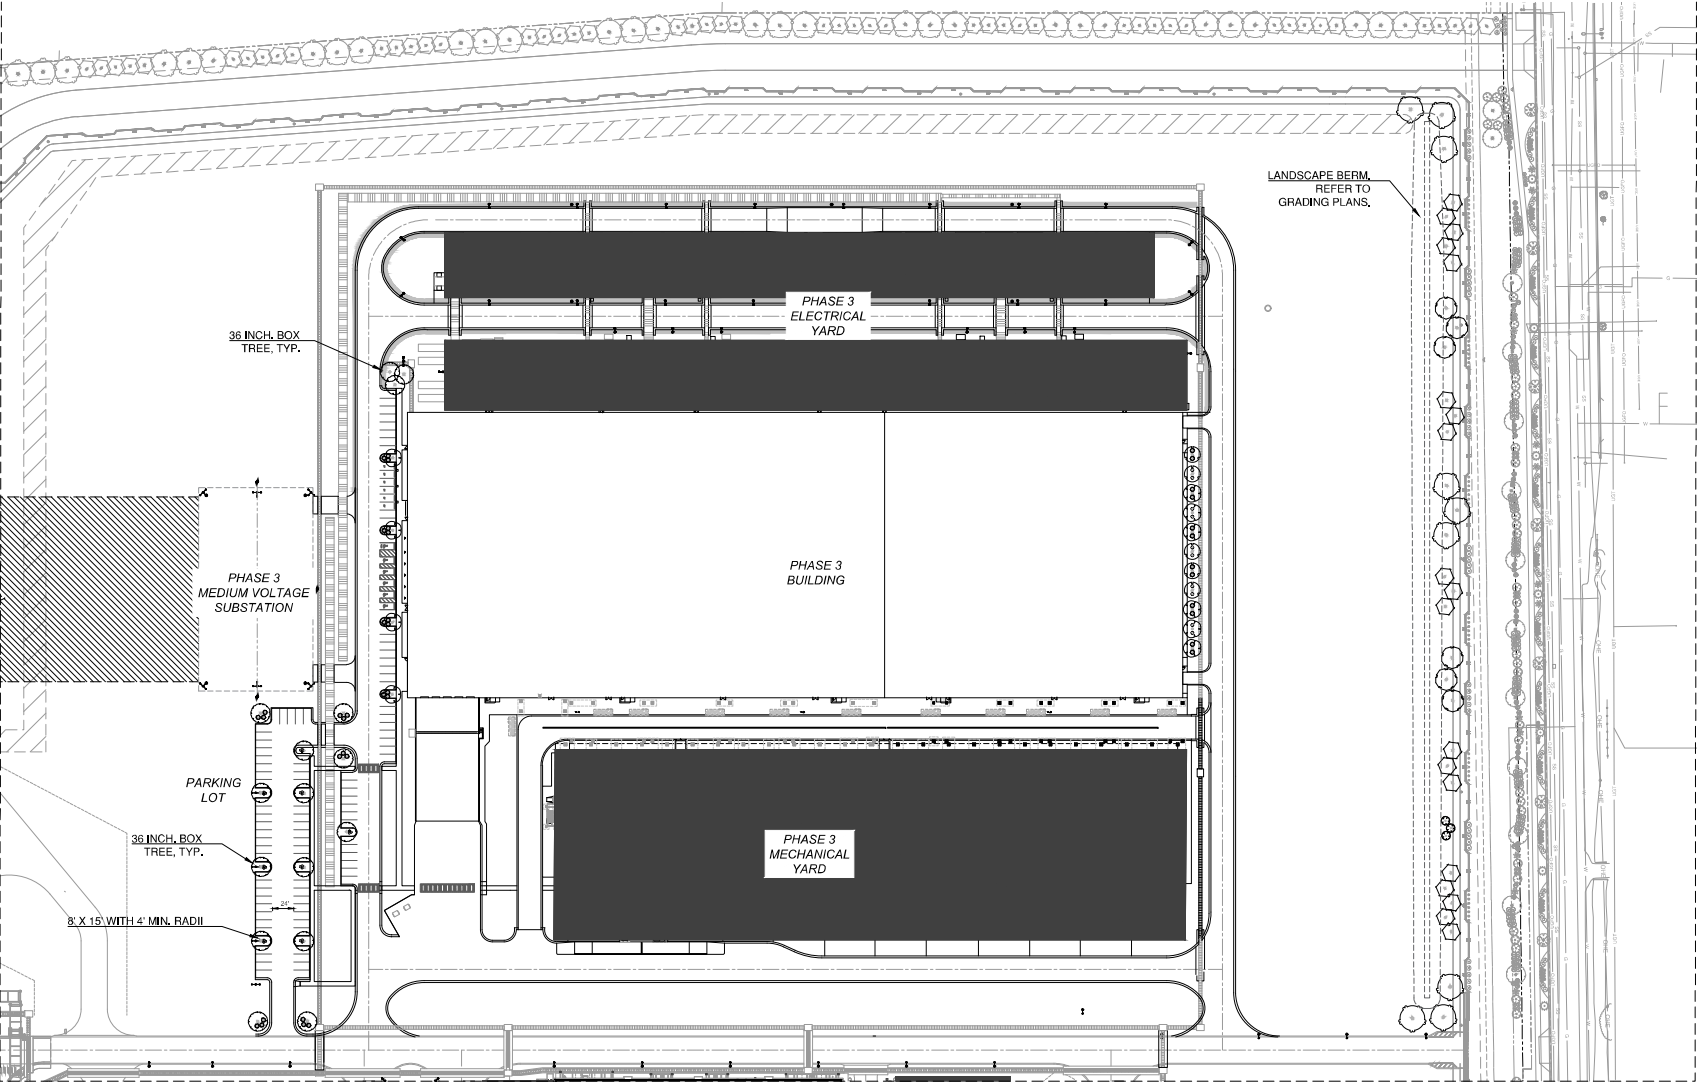 LANDSCAPE BERM,
REFER TO
GRADING PLANS.
PHASE 3
ELECTRICAL
YARD
36 INCH. BOX
TREE, TYP.
PHASE 3
BUILDING
PHASE 3
MEDIUM VOLTAGE
SUBSTATION
PARKING
LOT
36 INCH. BOX
TREE, TYP.
PHASE 3
MECHANICAL
YARD
24'
8' X 15' WITH 4' MIN. RADII